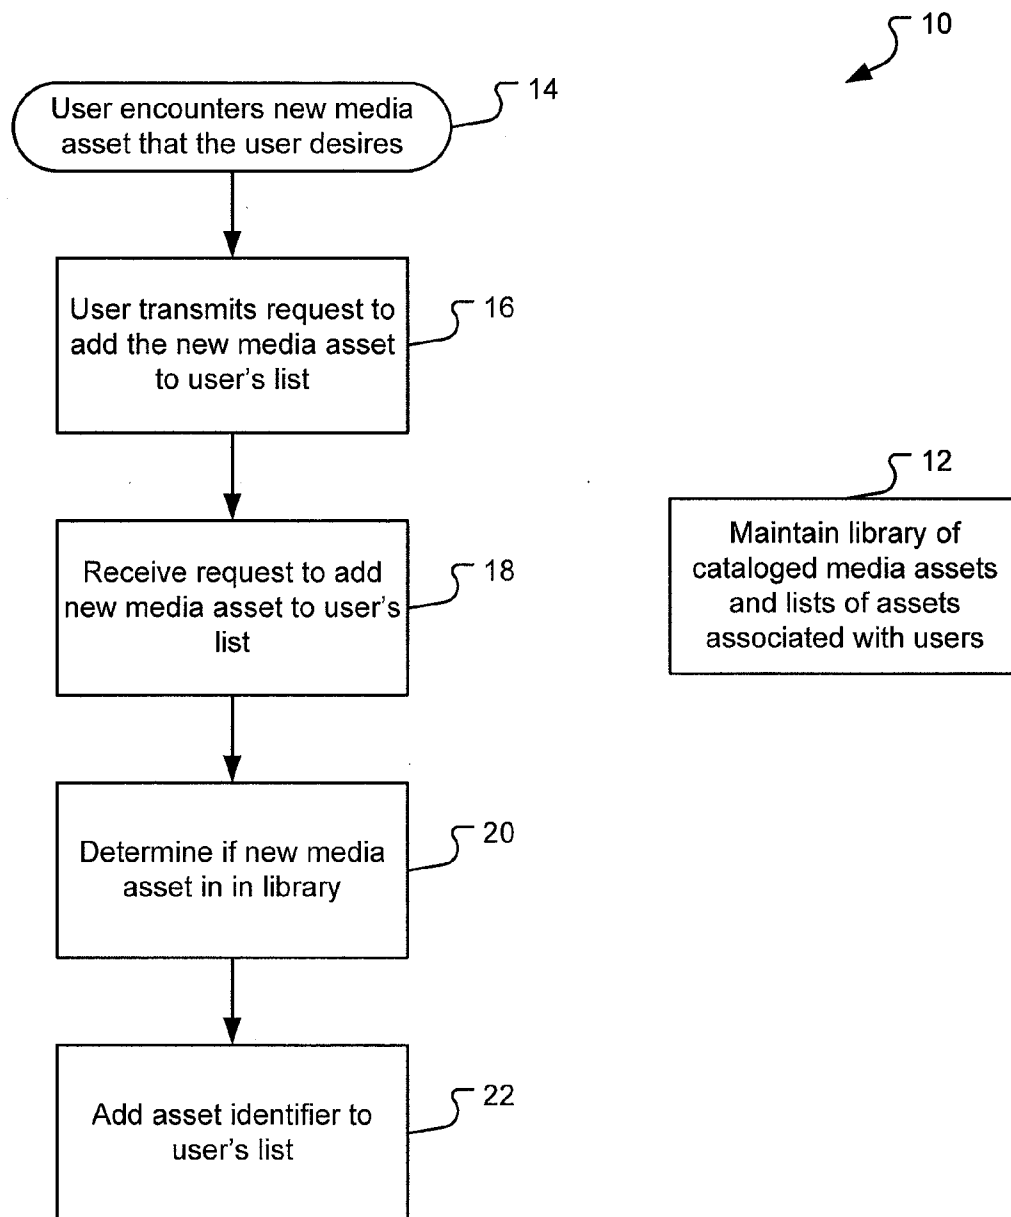 10
User encounters new media
asset that the user desires
14
User transmits request to
add the new media asset
to user's list
16
Receive request to add
new media asset to user's
list
18
12
Maintain library of
cataloged media assets
and lists of assets
associated with users
Determine if new media
asset in in library
20
Add asset identifier to
user's list
22